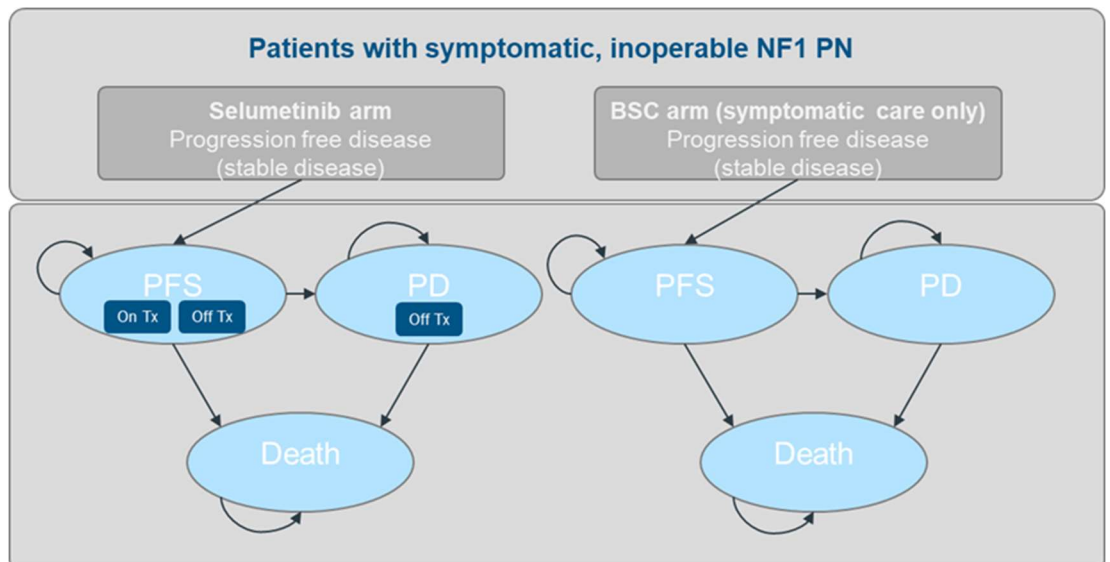 Patients with symptomatic, inoperable NF1 PN
Selumetinib arm
Progression free disease
(stable disease)
BSC arm (symptomatic care only)
Progression free disease
(stable disease)
PFS
On Tx
Off Tx
PD
Off Tx
Death
PFS
PD
Death